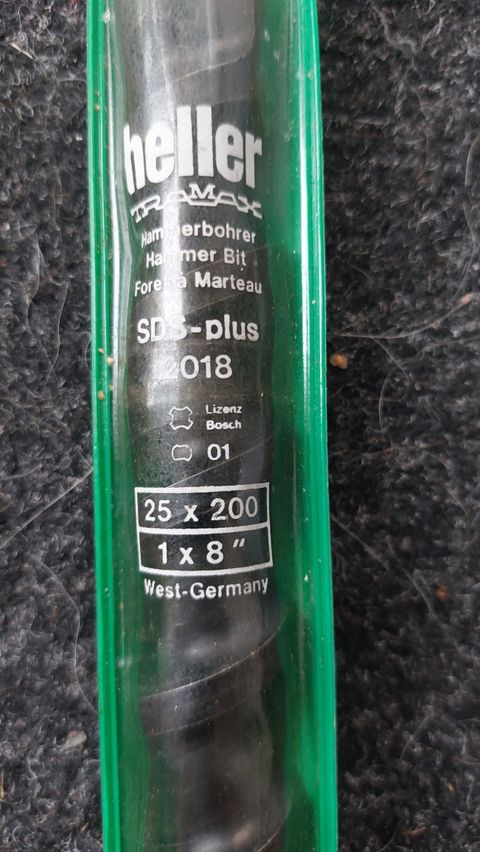 heller
TRAMAX
Hammerbohrer
Hammer Bit
Foret à Marteau
SDS-plus
2018
Lizenz
Bosch
01
25 x 200
1 x 8"
West-Germany